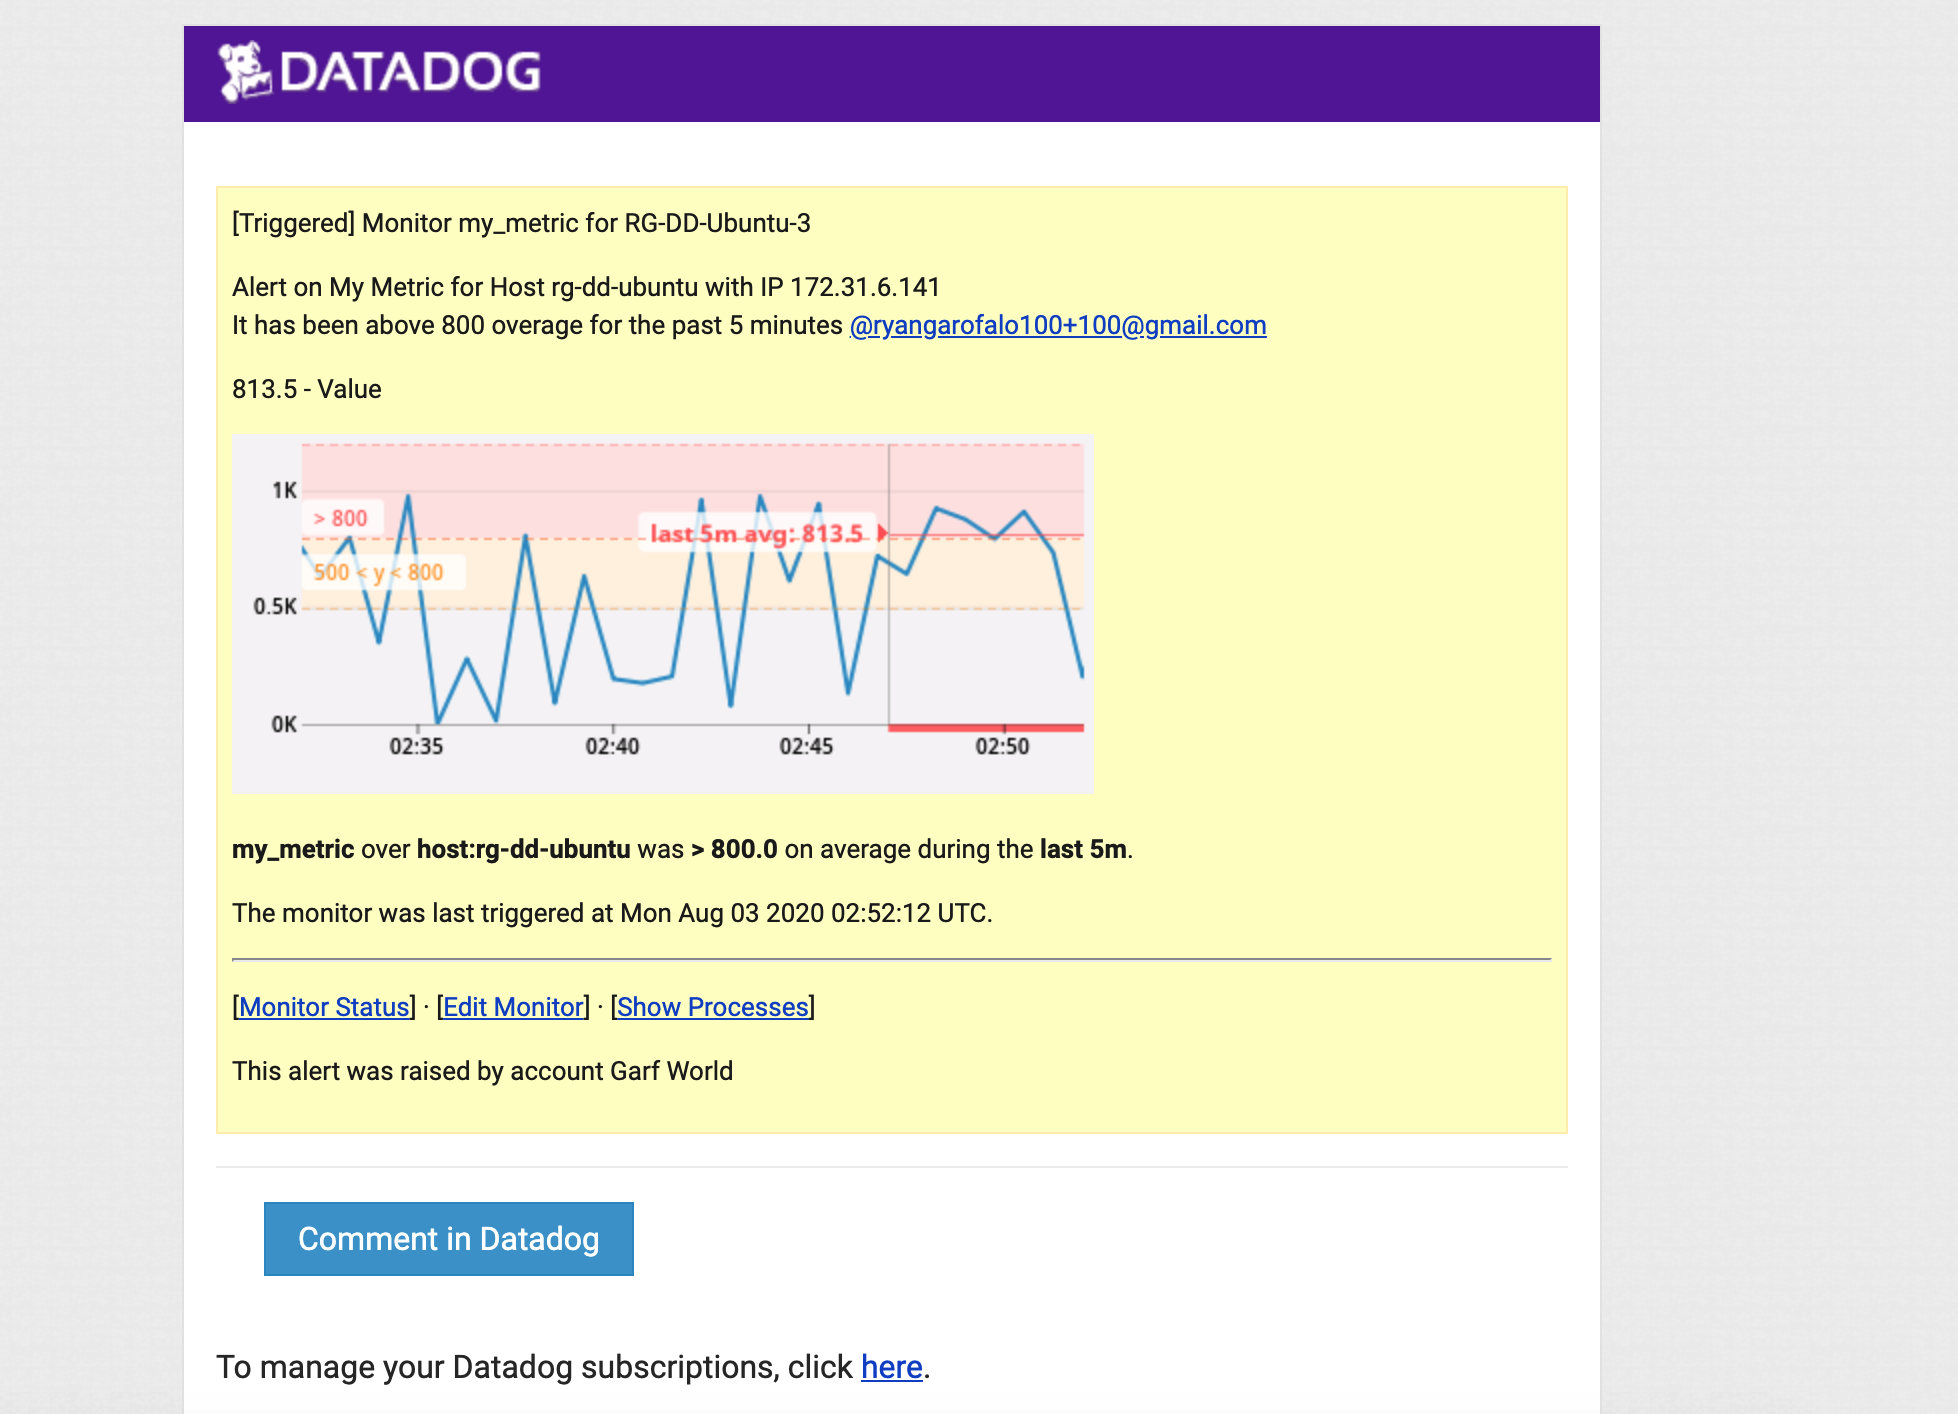 DATADOG
[Triggered] Monitor my_metric for RG-DD-Ubuntu-3
Alert on My Metric for Host rg-dd-ubuntu with IP 172.31.6.141
It has been above 800 overage for the past 5 minutes @ryangarofalo100+100@gmail.com
813.5 - Value
1K
> 800
last 5m avg: 813.5
500 < y < 800
0.5K
0K
02:35 02:40 02:45 02:50
my_metric over host:rg-dd-ubuntu was > 800.0 on average during the last 5m.
The monitor was last triggered at Mon Aug 03 2020 02:52:12 UTC.
[Monitor Status] · [Edit Monitor] · [Show Processes]
This alert was raised by account Garf World
Comment in Datadog
To manage your Datadog subscriptions, click here.